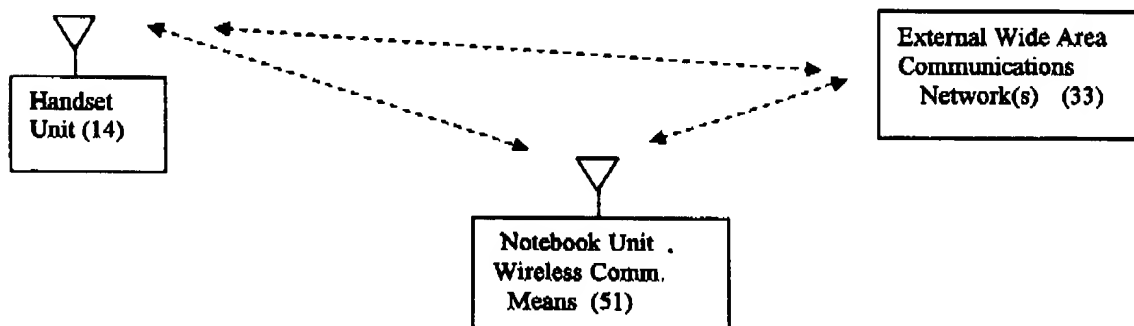 Handset
Unit (14)
External Wide Area
Communications
Network(s) (33)
Notebook Unit .
Wireless Comm.
Means (51)